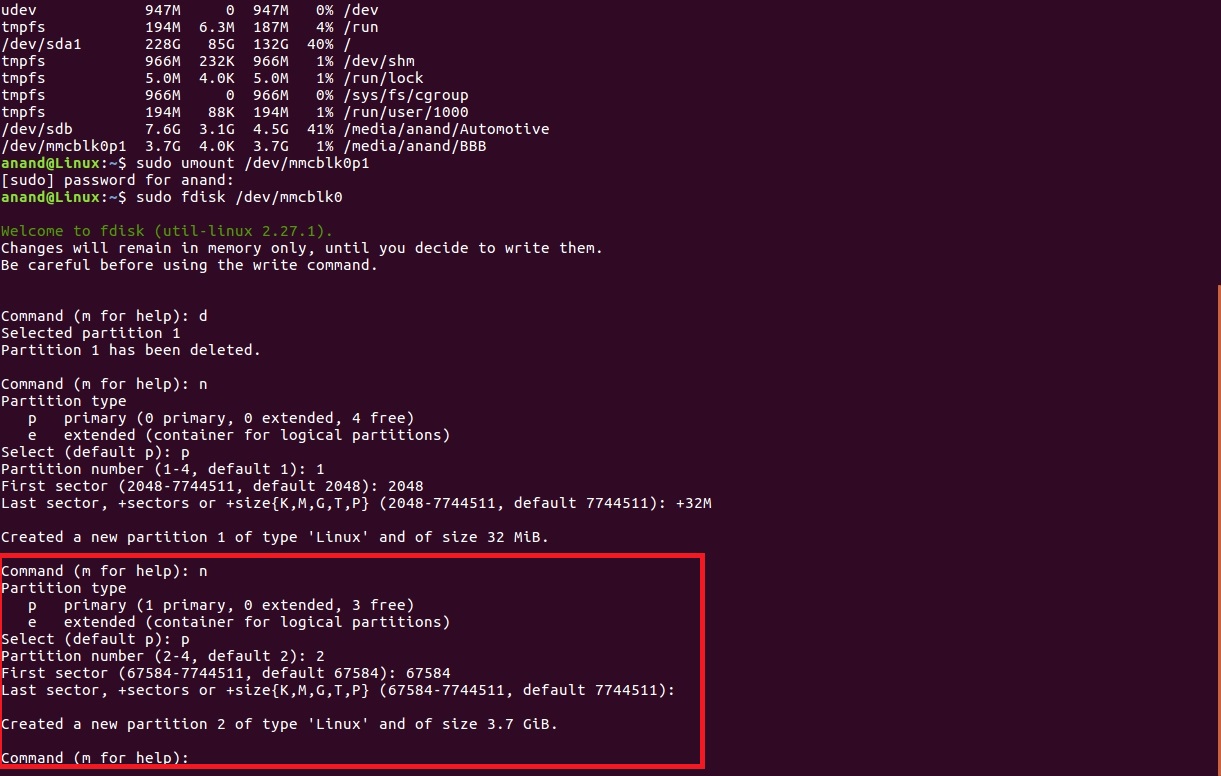 udev            947M     0  947M   0% /dev
tmpfs           194M  6.3M  187M   4% /run
/dev/sda1       228G   85G  132G  40% /
tmpfs           966M  232K  966M   1% /dev/shm
tmpfs           5.0M  4.0K  5.0M   1% /run/lock
tmpfs           966M     0  966M   0% /sys/fs/cgroup
tmpfs           194M   88K  194M   1% /run/user/1000
/dev/sdb        7.6G  3.1G  4.5G  41% /media/anand/Automotive
/dev/mmcblk0p1  3.7G  4.0K  3.7G   1% /media/anand/BBB
anand@Linux:~$ sudo umount /dev/mmcblk0p1
[sudo] password for anand:
anand@Linux:~$ sudo fdisk /dev/mmcblk0
Welcome to fdisk (util-linux 2.27.1).
Changes will remain in memory only, until you decide to write them.
Be careful before using the write command.
Command (m for help): d
Selected partition 1
Partition 1 has been deleted.
Command (m for help): n
Partition type
   p   primary (0 primary, 0 extended, 4 free)
   e   extended (container for logical partitions)
Select (default p): p
Partition number (1-4, default 1): 1
First sector (2048-7744511, default 2048): 2048
Last sector, +sectors or +size{K,M,G,T,P} (2048-7744511, default 7744511): +32M
Created a new partition 1 of type 'Linux' and of size 32 MiB.
Command (m for help): n
Partition type
   p   primary (1 primary, 0 extended, 3 free)
   e   extended (container for logical partitions)
Select (default p): p
Partition number (2-4, default 2): 2
First sector (67584-7744511, default 67584): 67584
Last sector, +sectors or +size{K,M,G,T,P} (67584-7744511, default 7744511):
Created a new partition 2 of type 'Linux' and of size 3.7 GiB.
Command (m for help):